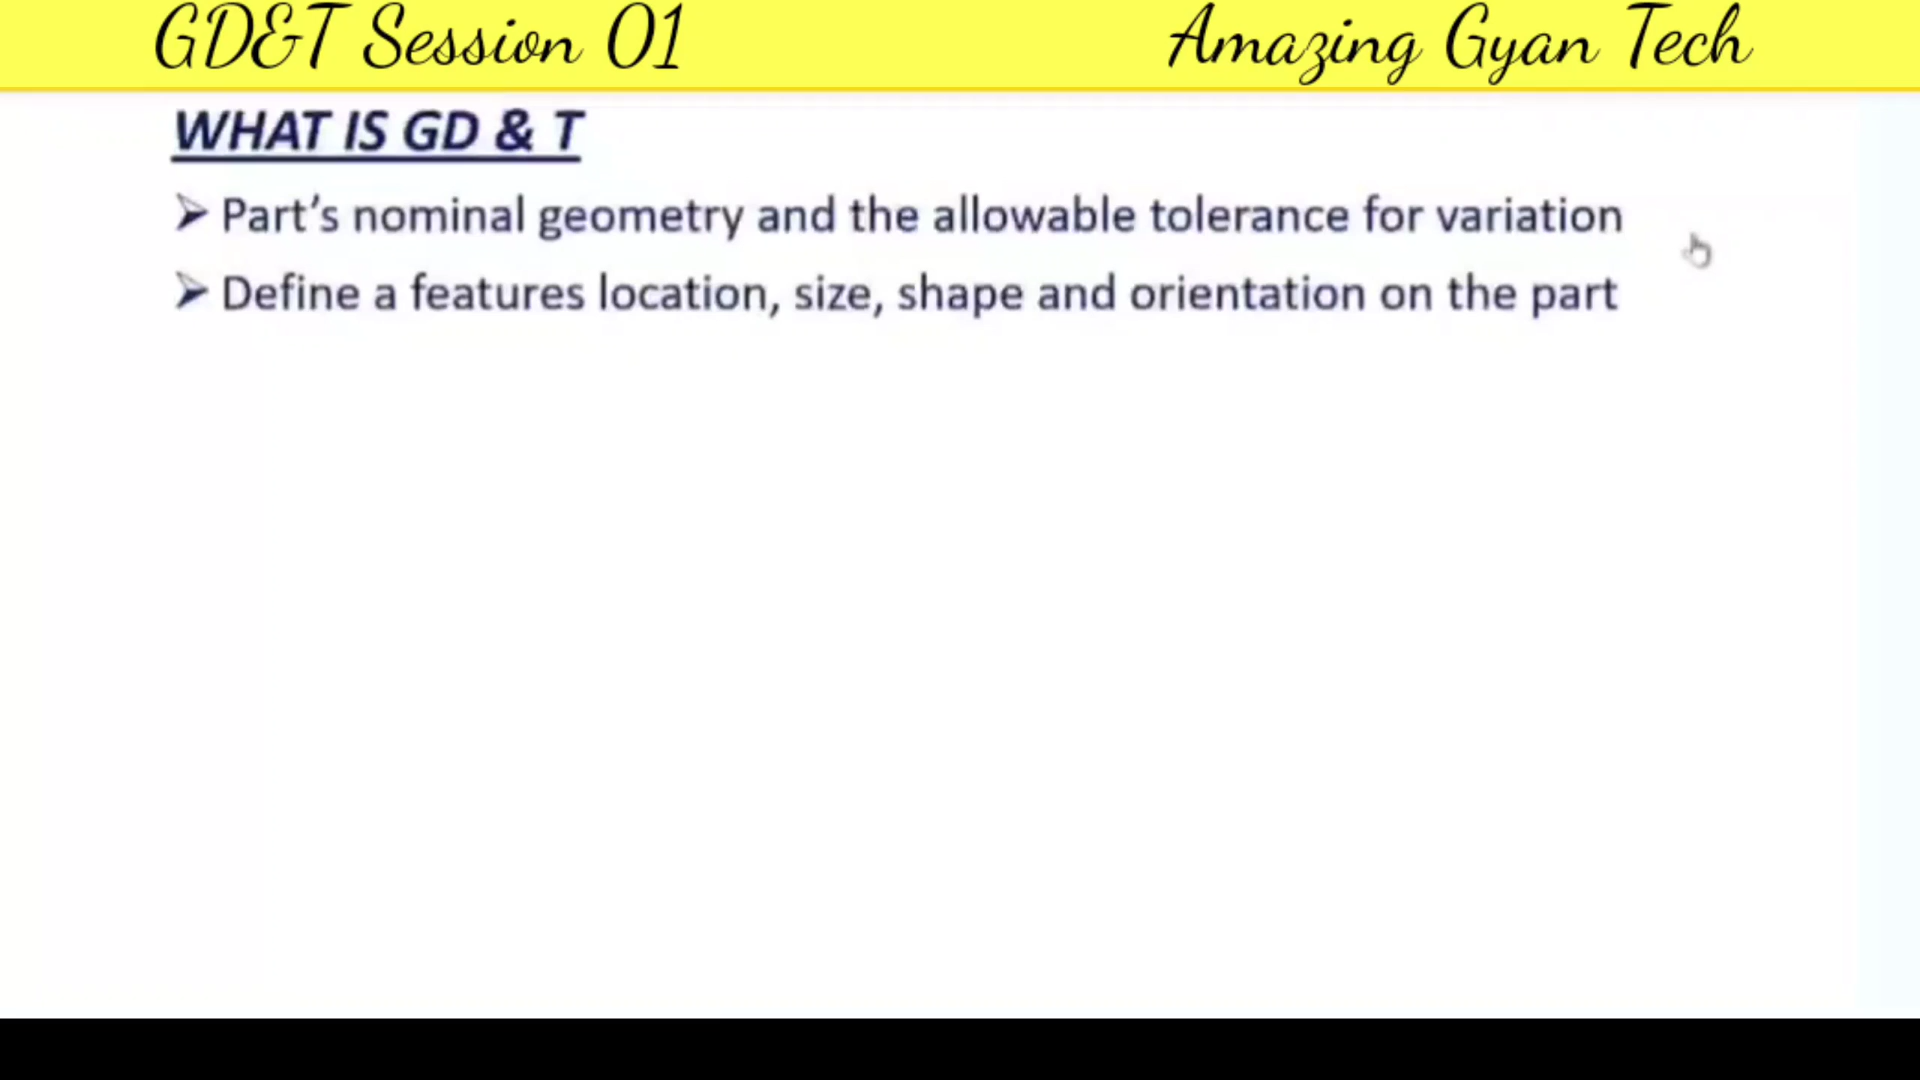 GD&T Session 01 Amazing Gyan Tech
WHAT IS GD & T
➢ Part’s nominal geometry and the allowable tolerance for variation
➢ Define a features location, size, shape and orientation on the part